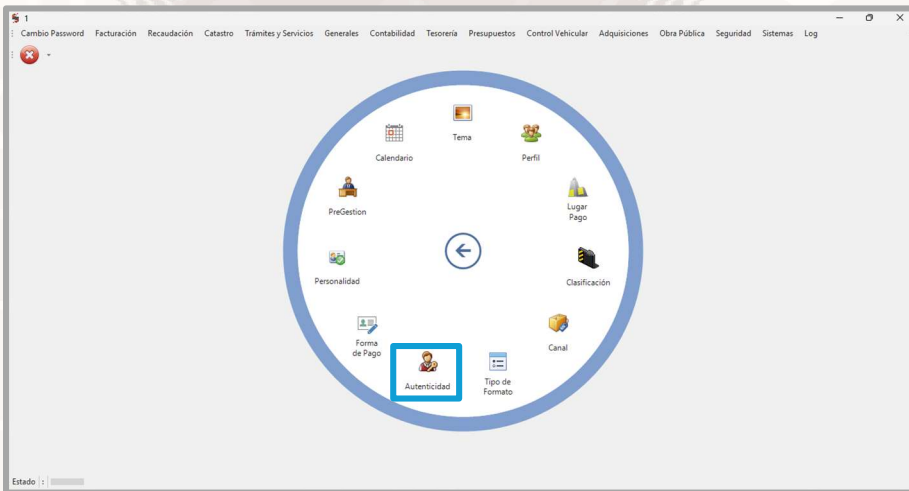 1
Cambio Password Facturación Recaudación Catastro Trámites y Servicios Generales Contabilidad Tesorería Presupuestos Control Vehicular Adquisiciones Obra Pública Seguridad Sistemas Log
Tema
Calendario
Perfil
PreGestion
Lugar
Pago
Personalidad
Clasificación
Forma
de Pago
Canal
Autenticidad
Tipo de
Formato
Estado :